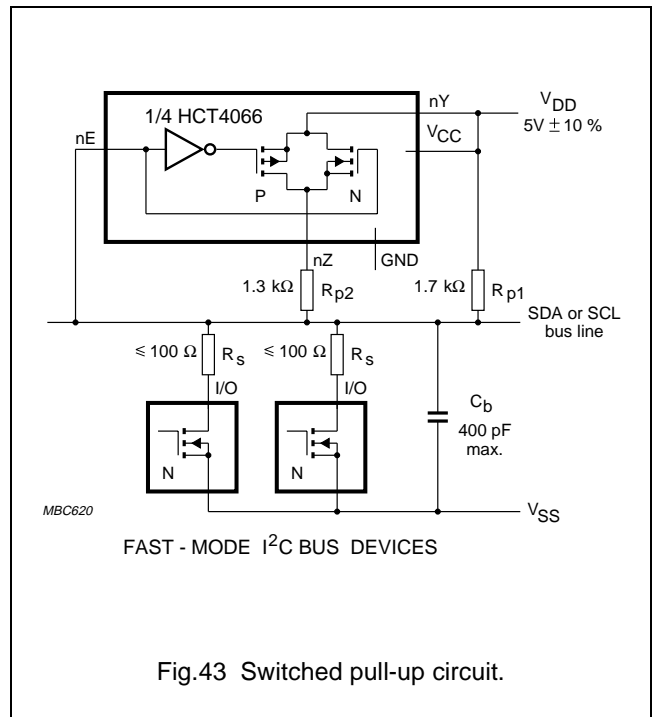 1/4 HCT4066
nY
V_DD
5V ± 10 %
nE
V_CC
P
N
nZ
GND
1.3 kΩ
R_p2
1.7 kΩ
R_p1
SDA or SCL
bus line
≤ 100 Ω
R_s
≤ 100 Ω
R_s
I/O
I/O
C_b
400 pF
max.
N
N
MBC620
V_SS
FAST - MODE I²C BUS DEVICES
Fig.43 Switched pull-up circuit.